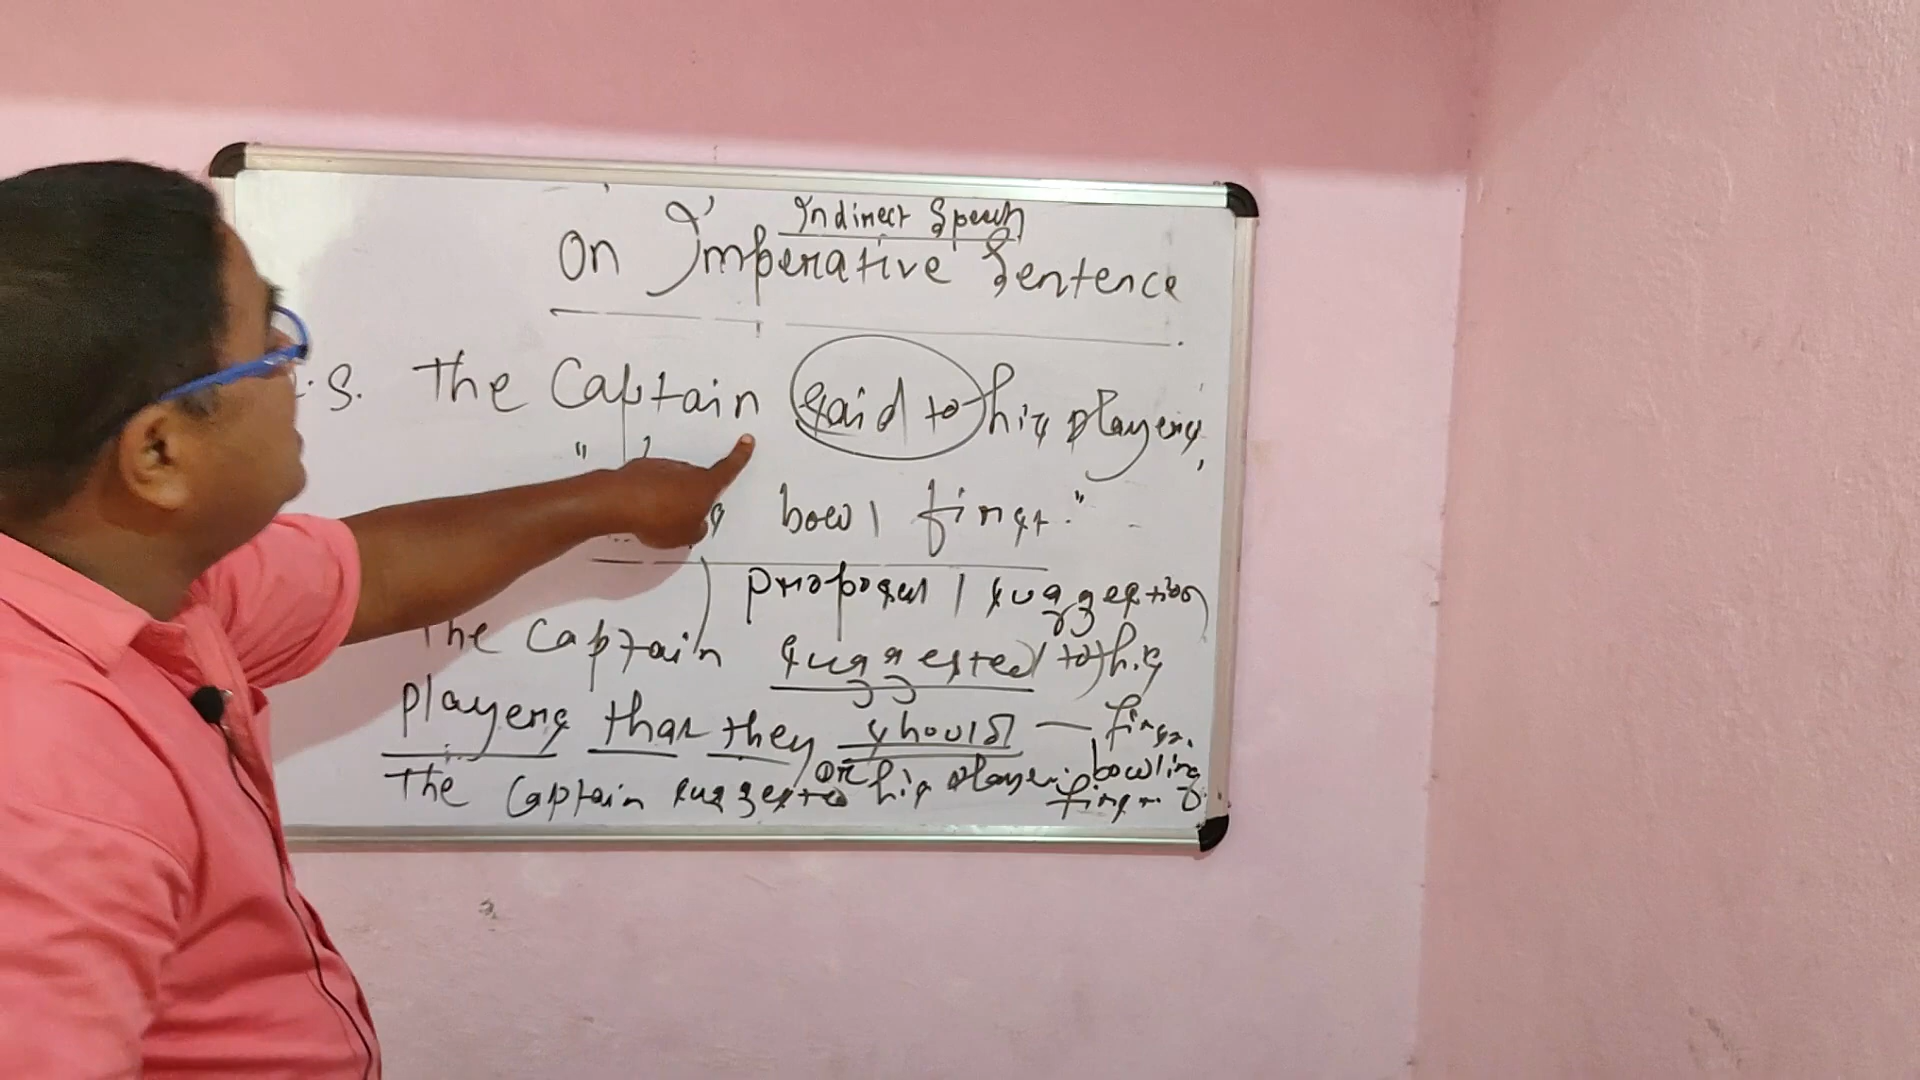 Indirect Speech
On Imperative Sentence
.S. The Captain said to his players,
" bowl first."
proposal / suggestion
The Captain suggested to his
players that they should — first.
or bowling
The Captain suggested his players first